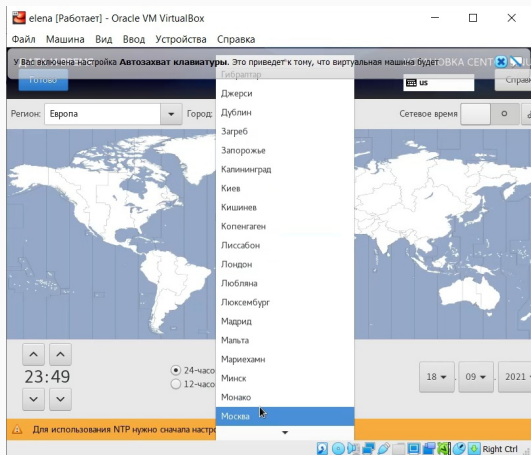 elena [Работает] - Oracle VM VirtualBox
Файл Машина Вид Ввод Устройства Справка
У Вас включена настройка Автозахват клавиатуры. Это приведет к тому, что виртуальная машина будет
Готово
us
Справк
Регион: Европа
Город:
Сетевое время
Гибралтар
Джерси
Дублин
Загреб
Запорожье
Калининград
Киев
Кишинев
Копенгаген
Лиссабон
Лондон
Любляна
Люксембург
Мадрид
Мальта
Мариехамн
Минск
Монако
Москва
23:49
24-часо
12-часо
18 . 09 . 2021
Для использования NTP нужно сначала настро
Right Ctrl